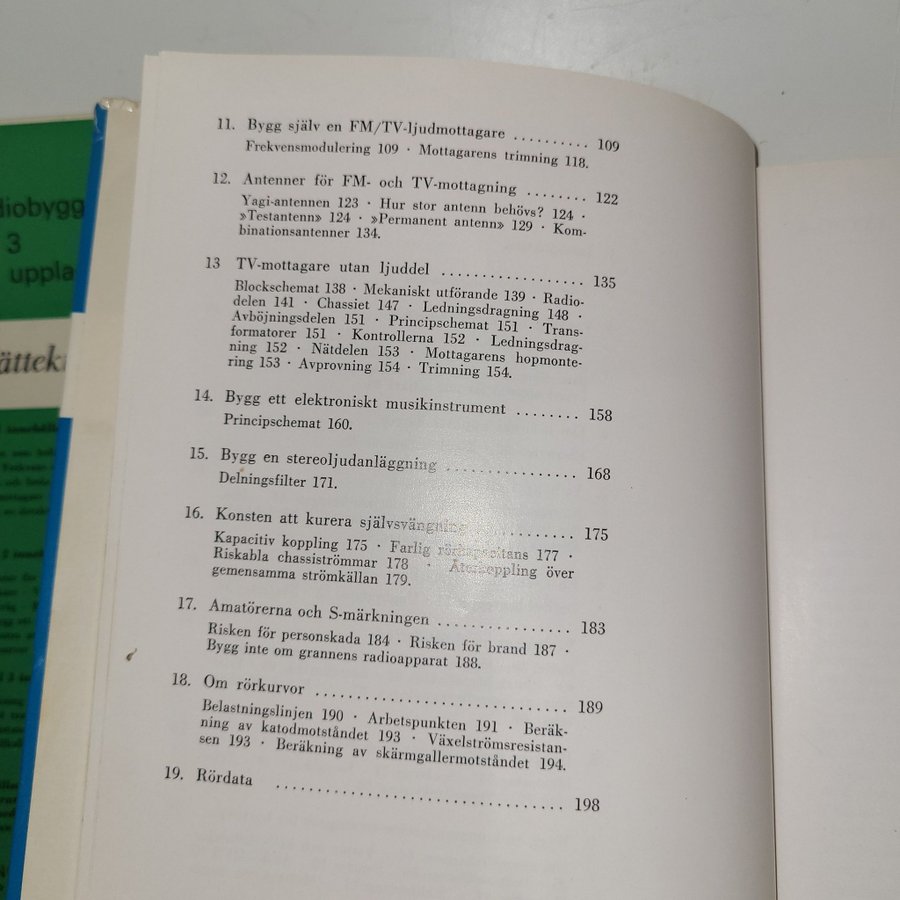 diobygg
3
uppla
ättekn
11. Bygg själv en FM/TV-ljudmottagare .......... 109
Frekvensmodulering 109 · Mottagarens trimning 118.
12. Antenner för FM- och TV-mottagning ........ 122
Yagi-antennen 123 · Hur stor antenn behövs? 124 ·
»Testantenn» 124 · »Permanent antenn» 129 · Kom-
binationsantenner 134.
13 TV-mottagare utan ljuddel .................. 135
Blockschemat 138 · Mekaniskt utförande 139 · Radio-
delen 141 · Chassiet 147 · Ledningsdragning 148 ·
Avböjningsdelen 151 · Principschemat 151 · Trans-
formatorer 151 · Kontrollerna 152 · Ledningsdrag-
ning 152 · Nätdelen 153 · Mottagarens hopmonte-
ring 153 · Avprovning 154 · Trimning 154.
14. Bygg ett elektroniskt musikinstrument ........ 158
Principschemat 160.
15. Bygg en stereoljudanläggning ................ 168
Delningsfilter 171.
16. Konsten att kurera självsvängning ............ 175
Kapacitiv koppling 175 · Farlig rörkapacitans 177 ·
Riskabla chassiströmmar 178 · Återkoppling över
gemensamma strömkällan 179.
17. Amatörerna och S-märkningen ................ 183
Risken för personskada 184 · Risken för brand 187 ·
Bygg inte om grannens radioapparat 188.
18. Om rörkurvor .............................. 189
Belastningslinjen 190 · Arbetspunkten 191 · Beräk-
ning av katodmotståndet 193 · Växelströmsresistan-
sen 193 · Beräkning av skärmgallermotståndet 194.
19. Rördata .................................. 198